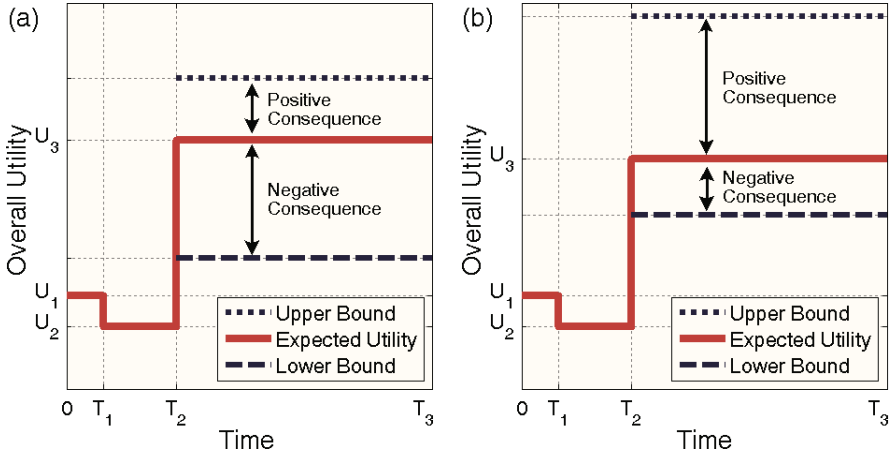 (a)
Overall Utility
U3
U1
U2
Positive
Consequence
Negative
Consequence
Upper Bound
Expected Utility
Lower Bound
0
T1
T2
T3
Time
(b)
Overall Utility
U3
U1
U2
Positive
Consequence
Negative
Consequence
Upper Bound
Expected Utility
Lower Bound
0
T1
T2
T3
Time